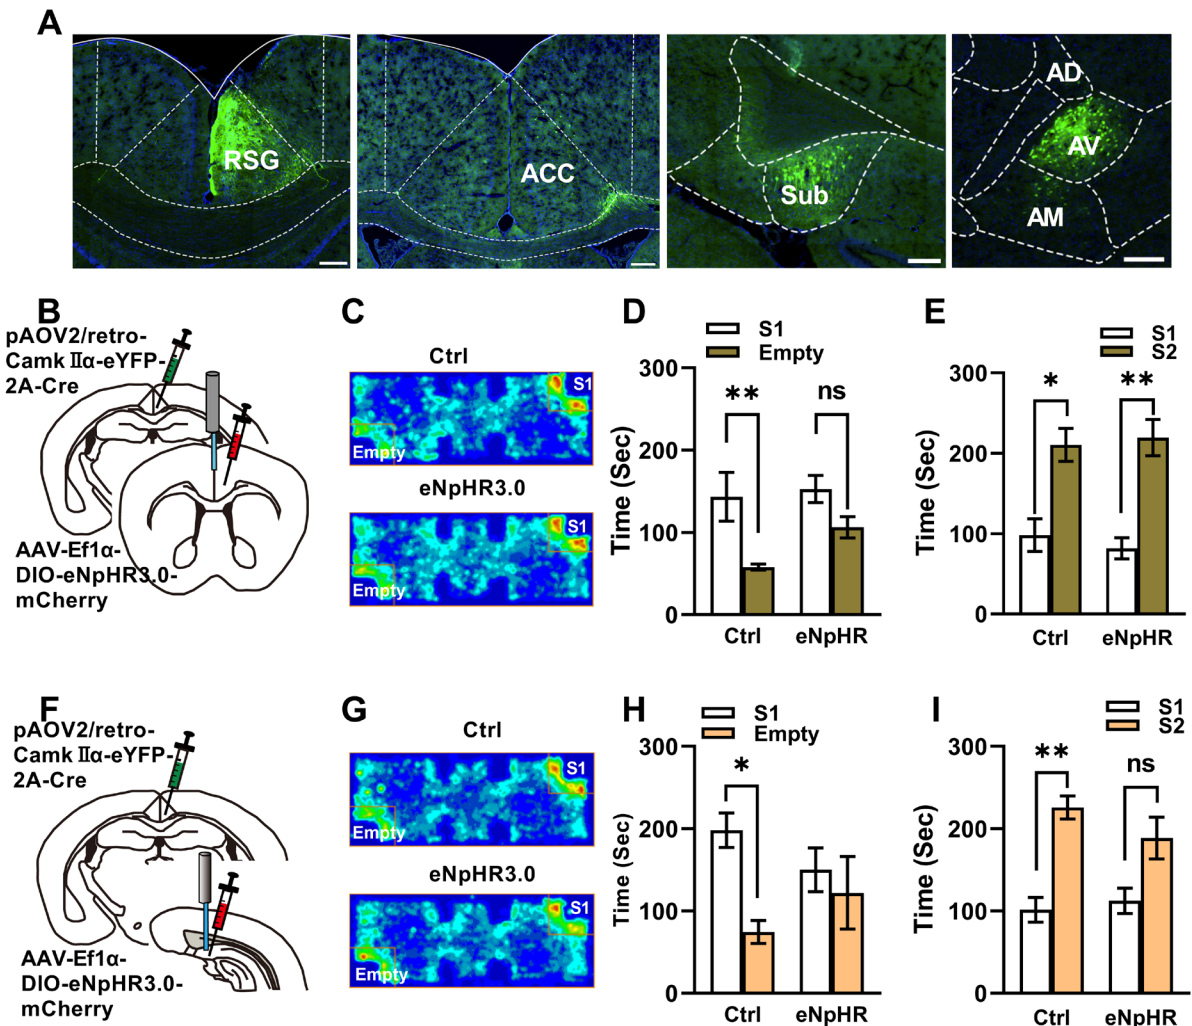 A
RSG
ACC
Sub
AD
AV
AM
B
pAOV2/retro-
Camk IIα-eYFP-
2A-Cre
AAV-Ef1α-
DIO-eNpHR3.0-
mCherry
C
Ctrl
S1
Empty
eNpHR3.0
S1
Empty
D
S1
Empty
Time (Sec)
300
200
100
0
**
ns
Ctrl
eNpHR
E
S1
S2
Time (Sec)
300
200
100
0
*
**
Ctrl
eNpHR
F
pAOV2/retro-
Camk IIα-eYFP-
2A-Cre
AAV-Ef1α-
DIO-eNpHR3.0-
mCherry
G
Ctrl
S1
Empty
eNpHR3.0
S1
Empty
H
S1
Empty
Time (Sec)
300
200
100
0
*
Ctrl
eNpHR
I
S1
S2
Time (Sec)
300
200
100
0
**
ns
Ctrl
eNpHR